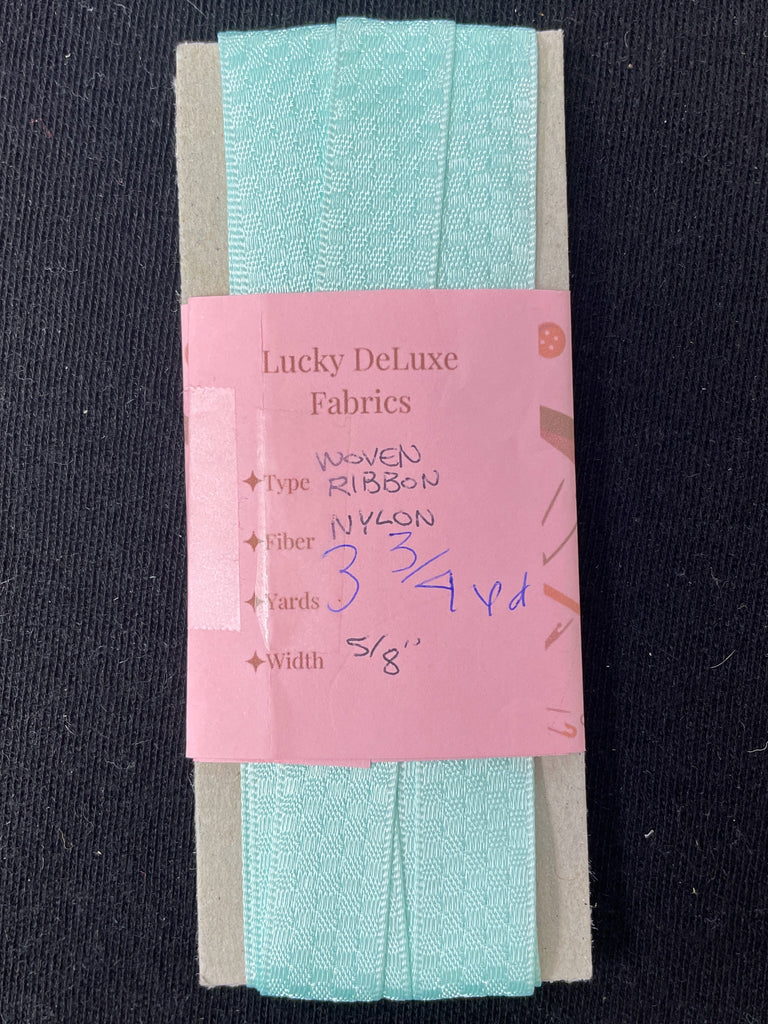 Lucky DeLuxe
Fabrics
WOVEN
Type RIBBON
Fiber NYLON
Yards 3 3/4 yd
Width 5/8"